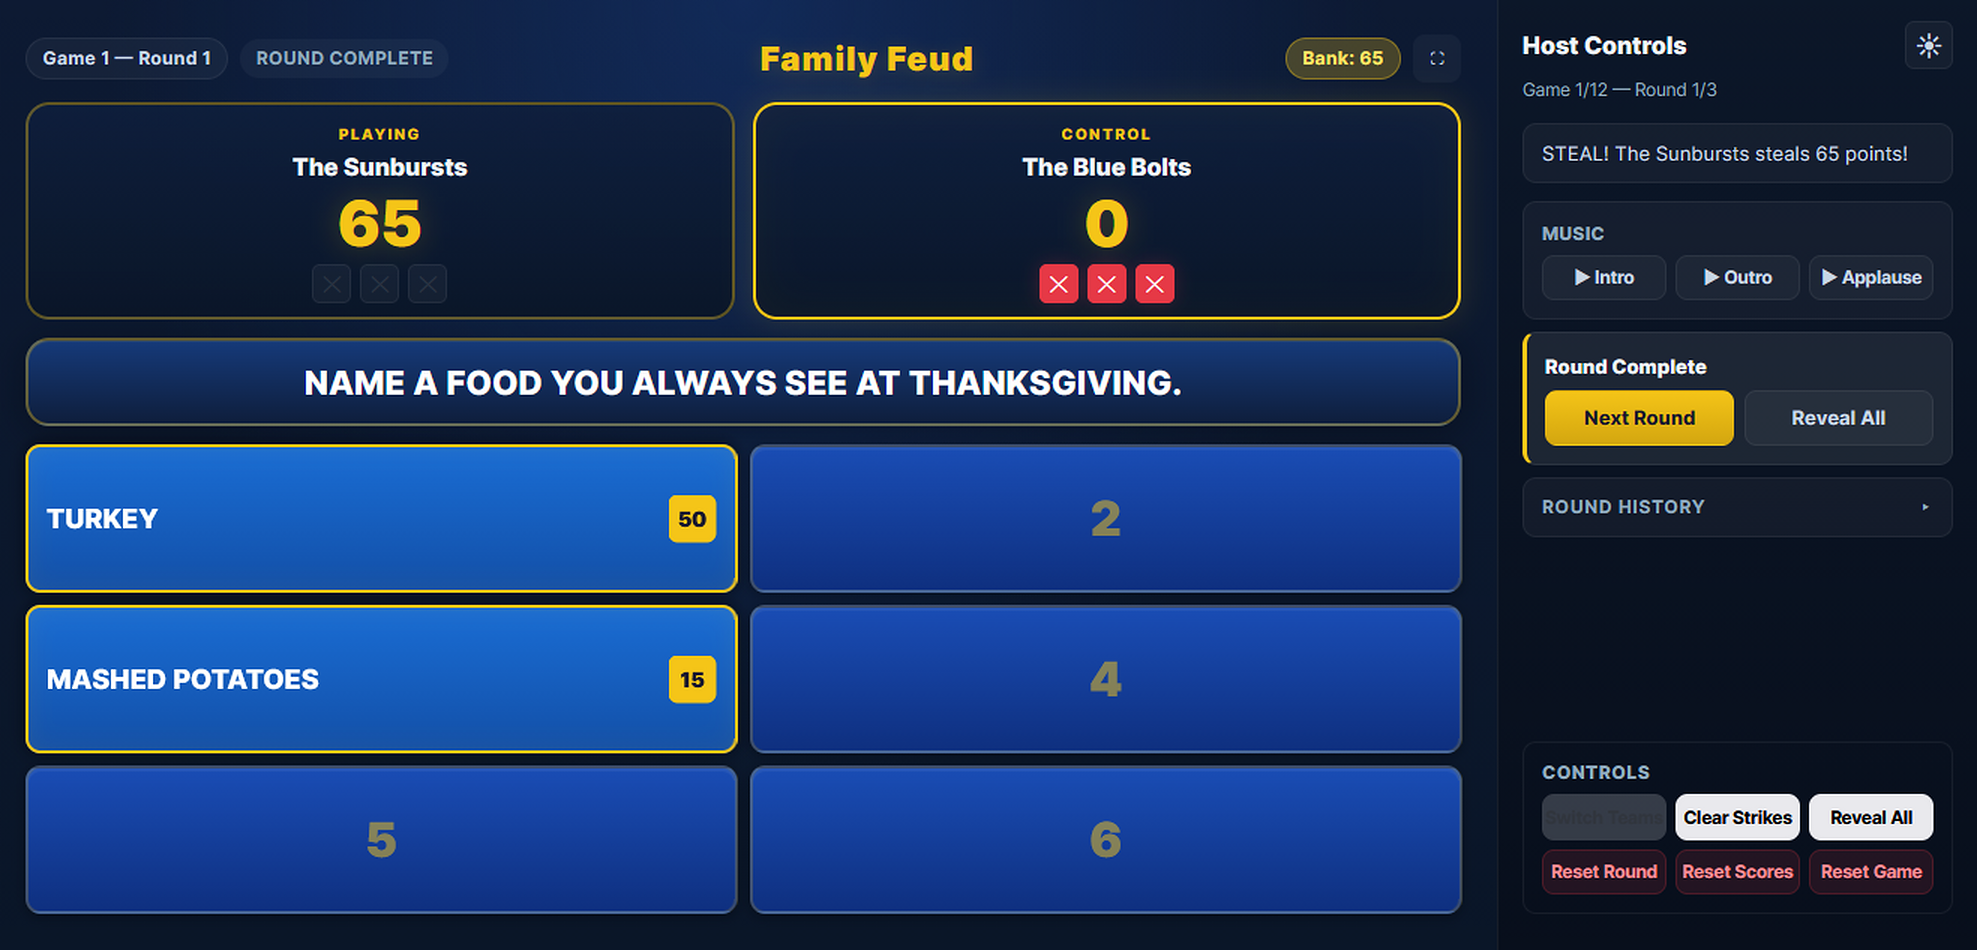 Game 1 — Round 1
ROUND COMPLETE
Family Feud
Bank: 65
PLAYING
The Sunbursts
65
CONTROL
The Blue Bolts
0
NAME A FOOD YOU ALWAYS SEE AT THANKSGIVING.
TURKEY
50
2
MASHED POTATOES
15
4
5
6
Host Controls
Game 1/12 — Round 1/3
STEAL! The Sunbursts steals 65 points!
MUSIC
Intro
Outro
Applause
Round Complete
Next Round
Reveal All
ROUND HISTORY
CONTROLS
Switch Teams
Clear Strikes
Reveal All
Reset Round
Reset Scores
Reset Game